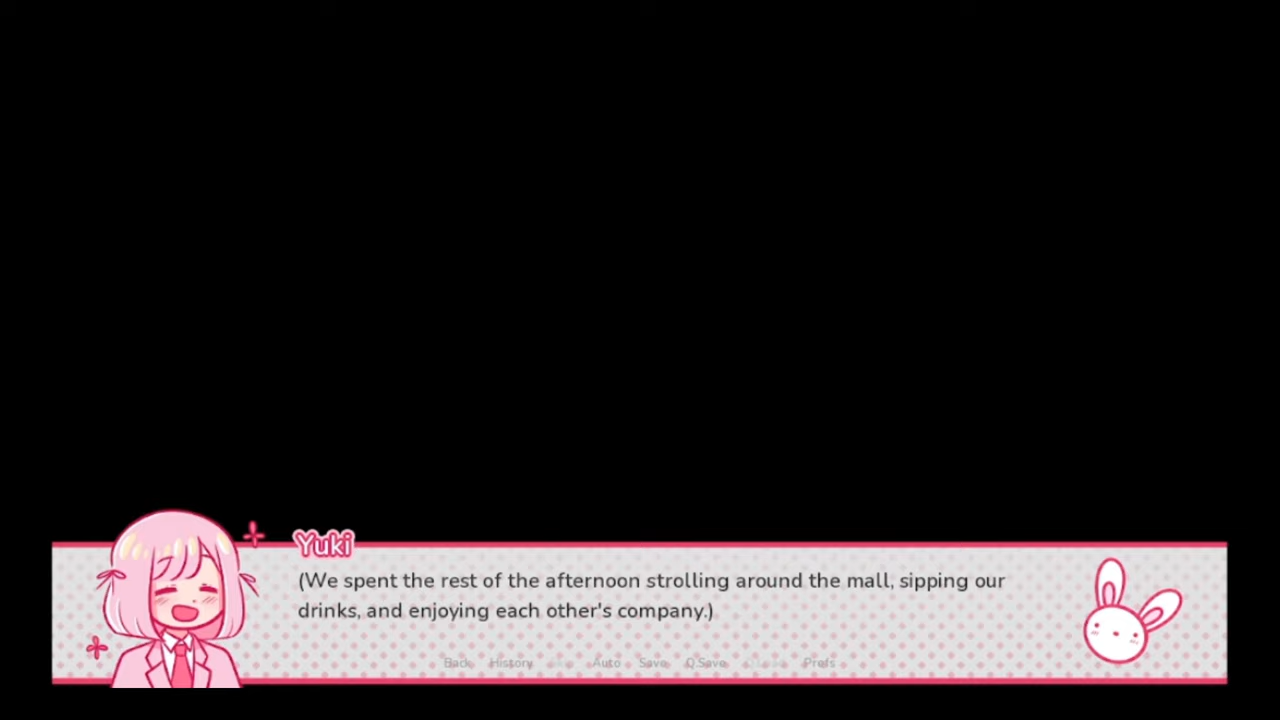 Yuki
(We spent the rest of the afternoon strolling around the mall, sipping our
drinks, and enjoying each other's company.)
Back History Auto Save Q.Save Prefs